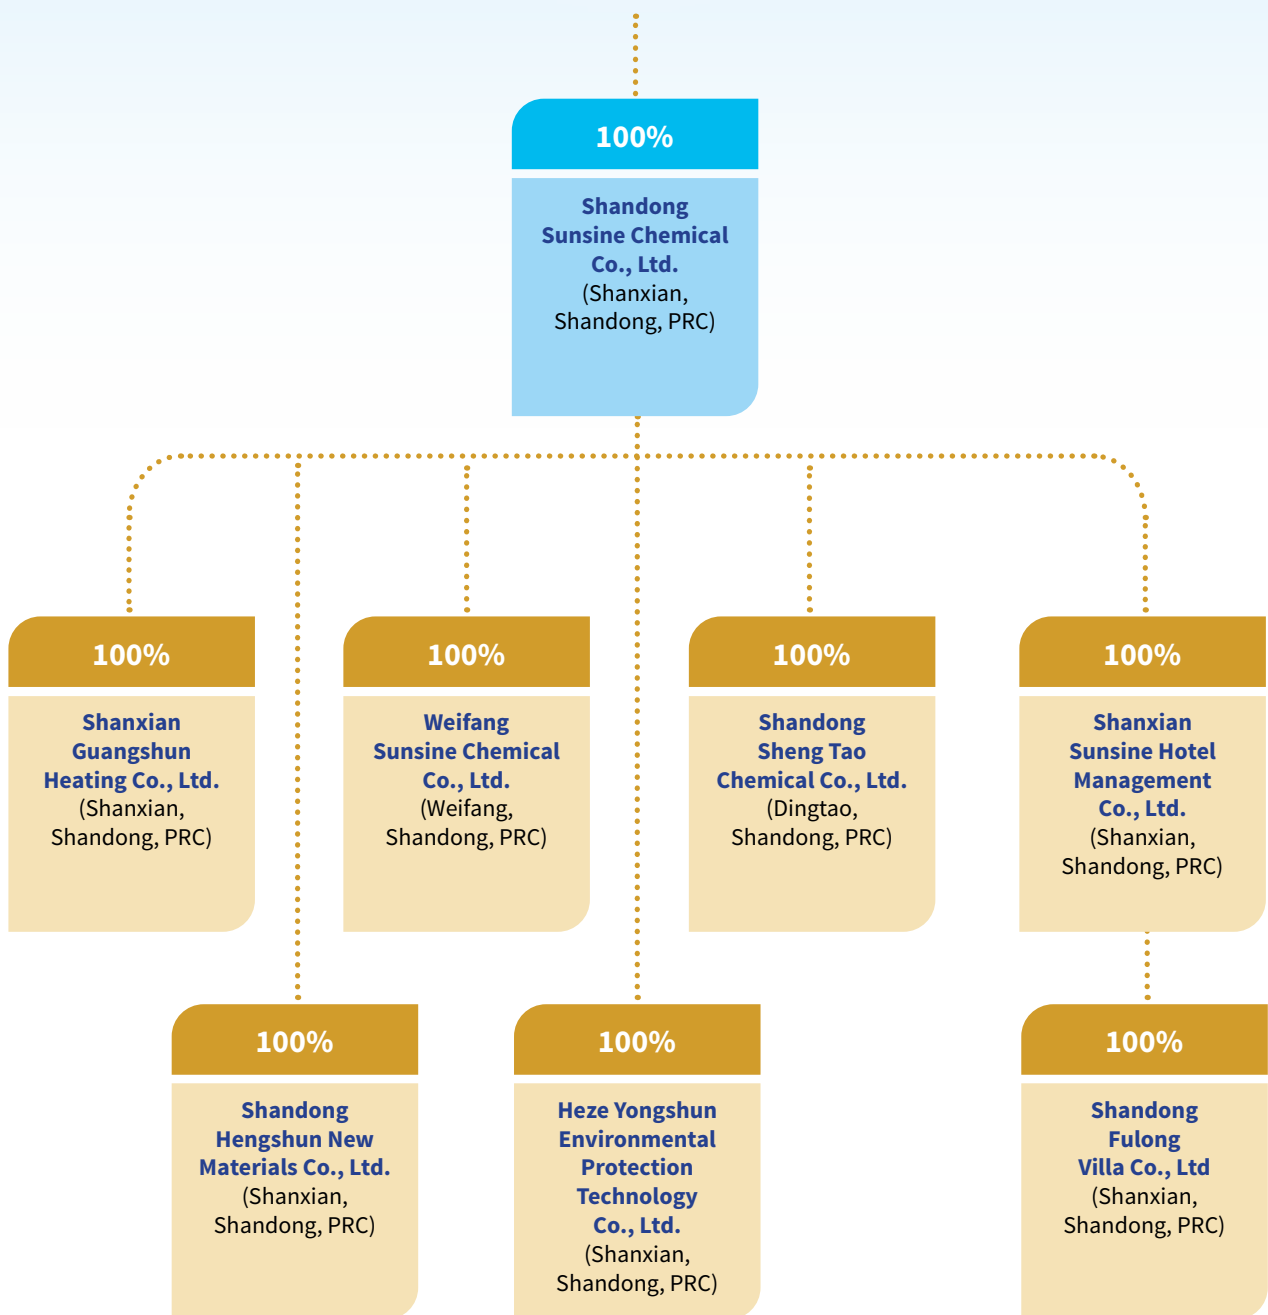 100%
Shandong
Sunsine Chemical
Co., Ltd.
(Shanxian,
Shandong, PRC)
100%
Shanxian
Guangshun
Heating Co., Ltd.
(Shanxian,
Shandong, PRC)
100%
Weifang
Sunsine Chemical
Co., Ltd.
(Weifang,
Shandong, PRC)
100%
Shandong
Sheng Tao
Chemical Co., Ltd.
(Dingtao,
Shandong, PRC)
100%
Shanxian
Sunsine Hotel
Management
Co., Ltd.
(Shanxian,
Shandong, PRC)
100%
Shandong
Hengshun New
Materials Co., Ltd.
(Shanxian,
Shandong, PRC)
100%
Heze Yongshun
Environmental
Protection
Technology
Co., Ltd.
(Shanxian,
Shandong, PRC)
100%
Shandong
Fulong
Villa Co., Ltd
(Shanxian,
Shandong, PRC)